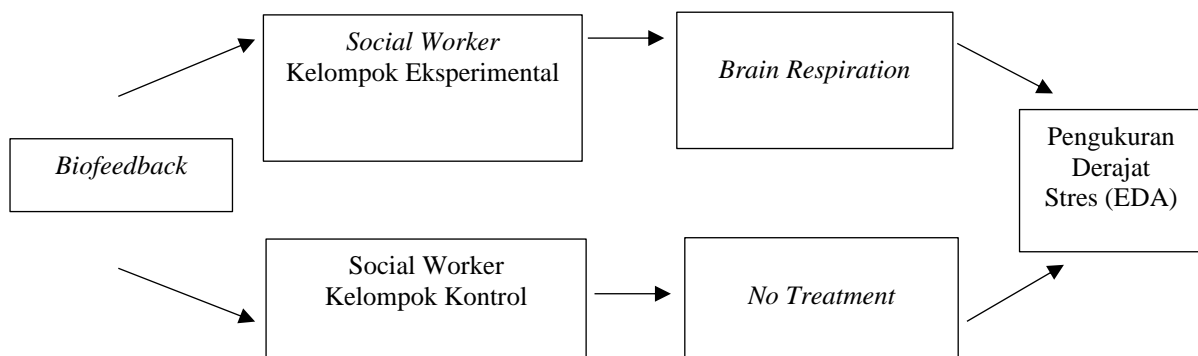 Biofeedback
Social Worker
Kelompok Eksperimental
Brain Respiration
Social Worker
Kelompok Kontrol
No Treatment
Pengukuran
Derajat
Stres (EDA)